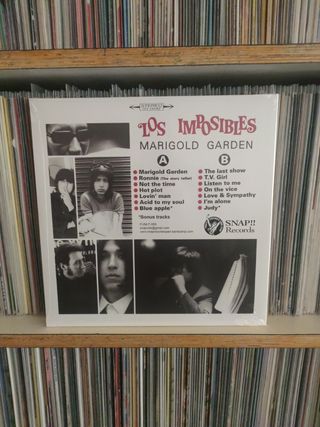 STEREO
LOS IMPOSIBLES
MARIGOLD GARDEN
A
Marigold Garden
Ronnie (The story teller)
Not the time
Hot plot
Lovin' man
Acid to my soul
Blue apple*
*Bonus tracks
B
The last show
T.V. Girl
Listen to me
On the vice
Love & Sympathy
I'm alone
Judy*
SNAP!!
Records